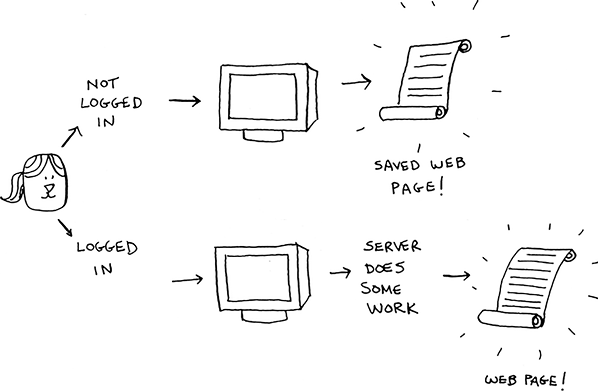 NOT
LOGGED
IN
SAVED WEB
PAGE!
LOGGED
IN
SERVER
DOES
SOME
WORK
WEB PAGE!